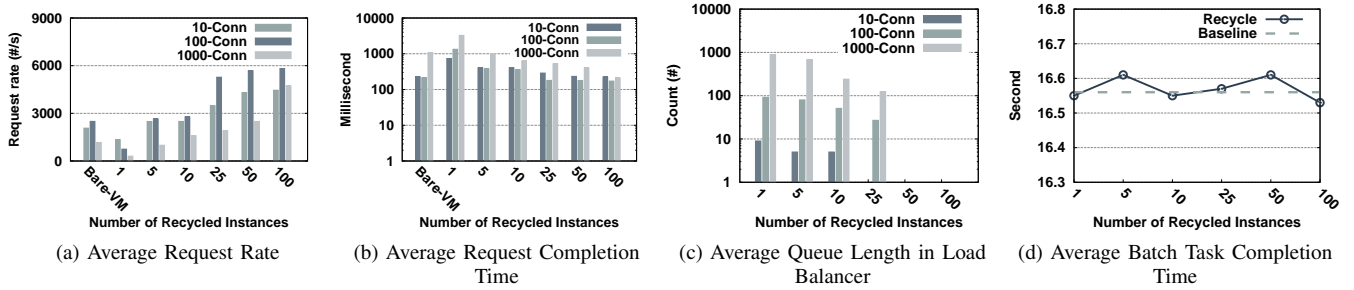 Request rate (#/s)
9000
6000
3000
0
10-Conn
100-Conn
1000-Conn
Bare-VM
1
5
10
25
50
100
Number of Recycled Instances
(a) Average Request Rate
Millisecond
10000
1000
100
10
1
10-Conn
100-Conn
1000-Conn
Bare-VM
1
5
10
25
50
100
Number of Recycled Instances
(b) Average Request Completion
Time
Count (#)
10000
1000
100
10
1
10-Conn
100-Conn
1000-Conn
1
5
10
25
50
100
Number of Recycled Instances
(c) Average Queue Length in Load
Balancer
Second
16.8
16.7
16.6
16.5
16.4
16.3
Recycle
Baseline
1
5
10
25
50
100
Number of Recycled Instances
(d) Average Batch Task Completion
Time